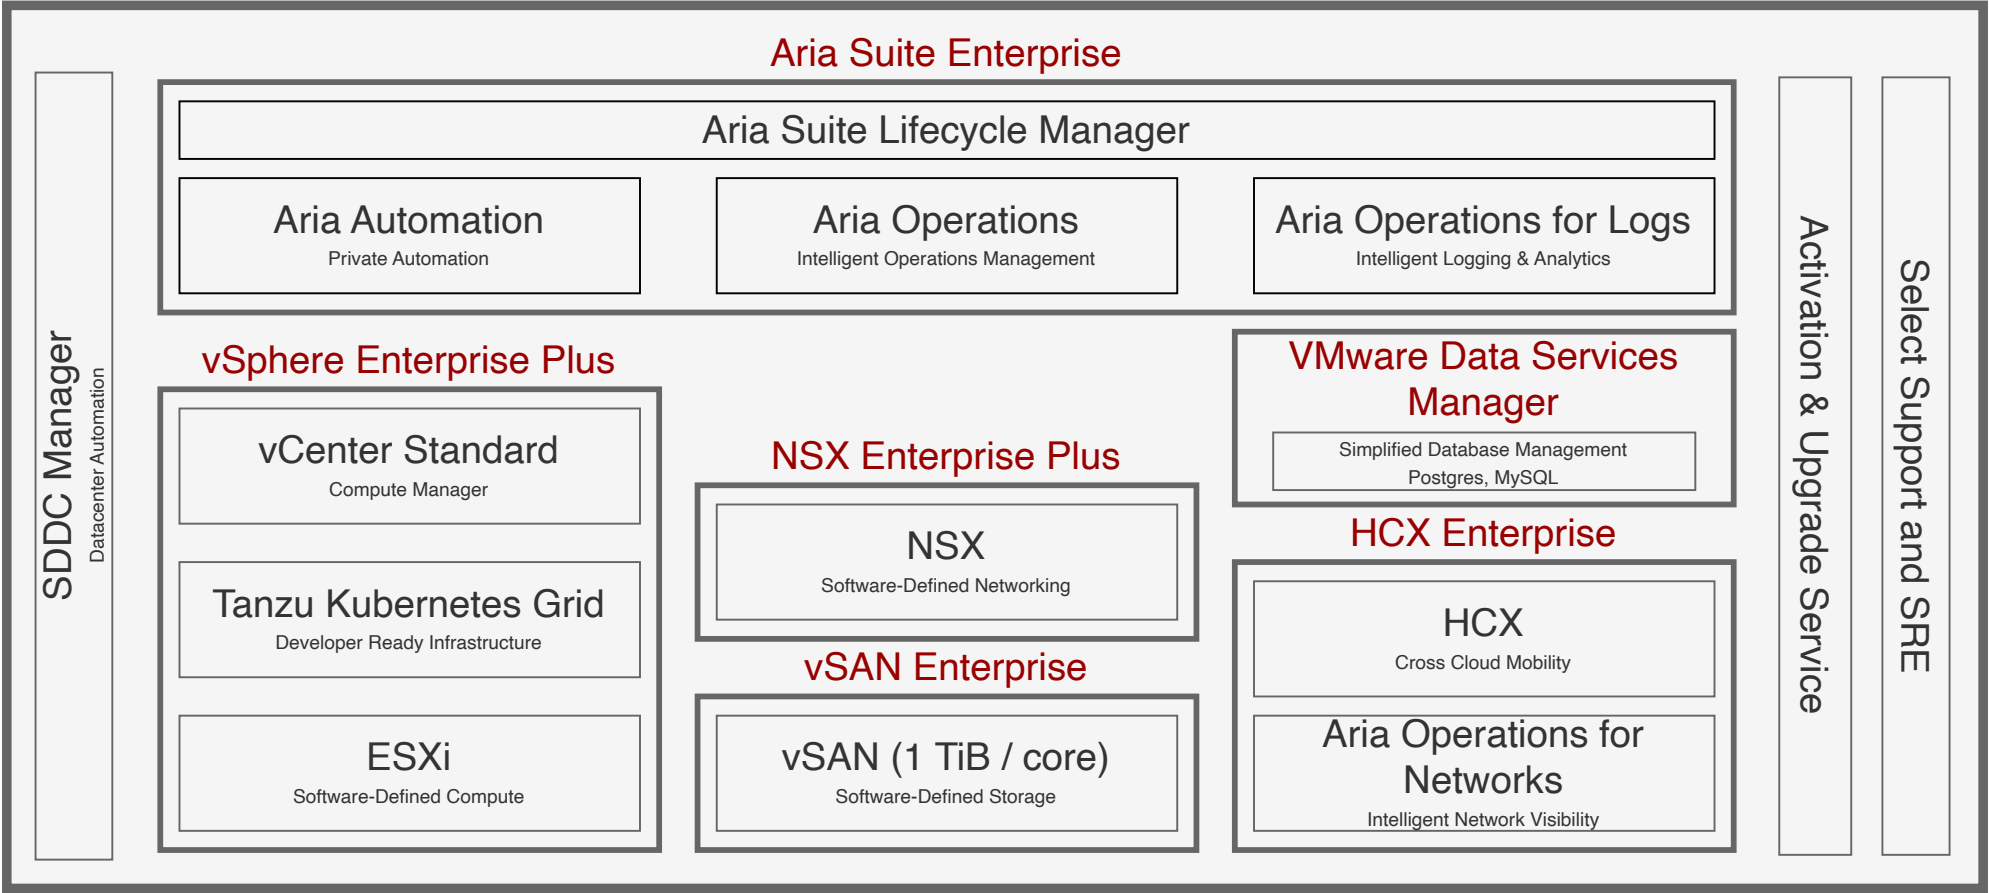 Aria Suite Enterprise
Aria Suite Lifecycle Manager
Aria Automation
Private Automation
Aria Operations
Intelligent Operations Management
Aria Operations for Logs
Intelligent Logging & Analytics
SDDC Manager
Datacenter Automation
vSphere Enterprise Plus
vCenter Standard
Compute Manager
Tanzu Kubernetes Grid
Developer Ready Infrastructure
ESXi
Software-Defined Compute
NSX Enterprise Plus
NSX
Software-Defined Networking
vSAN Enterprise
vSAN (1 TiB / core)
Software-Defined Storage
VMware Data Services
Manager
Simplified Database Management
Postgres, MySQL
HCX Enterprise
HCX
Cross Cloud Mobility
Aria Operations for
Networks
Intelligent Network Visibility
Activation & Upgrade Service
Select Support and SRE